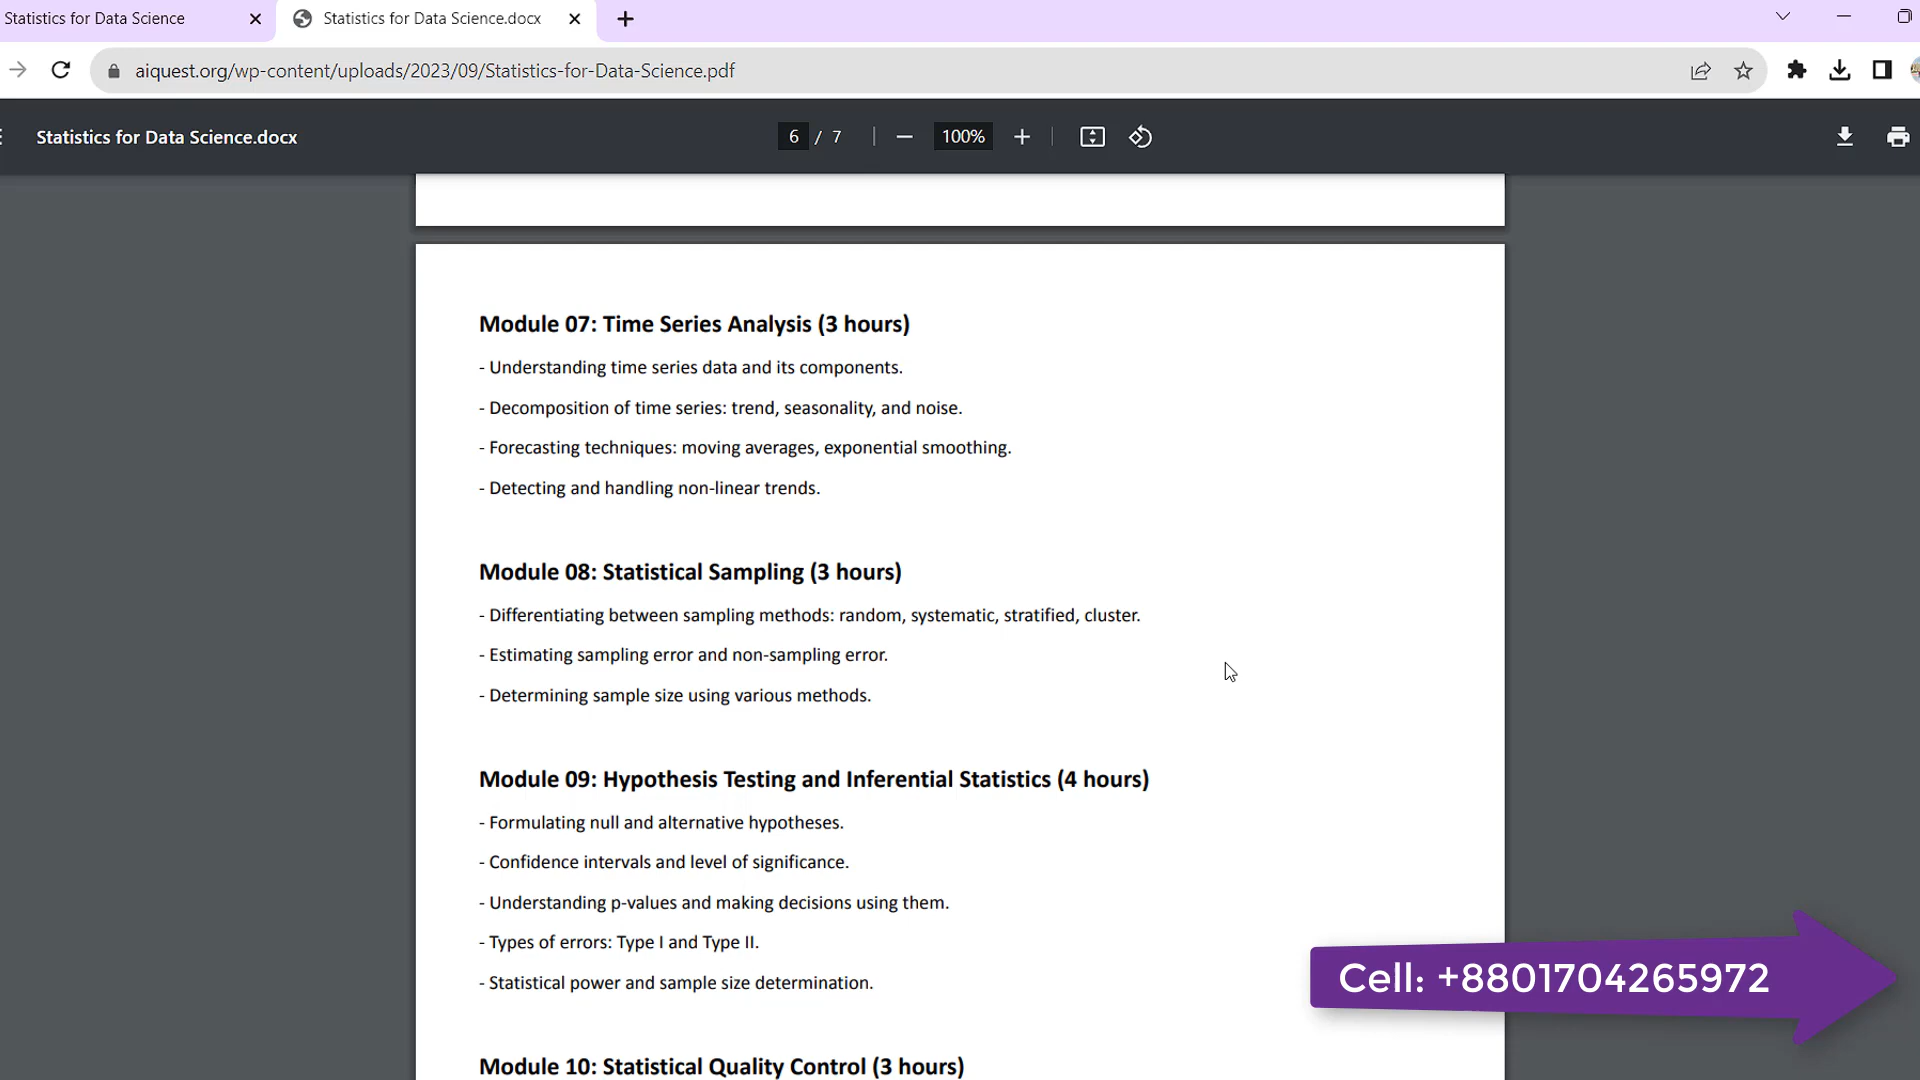 Statistics for Data Science
Statistics for Data Science.docx
aiquest.org/wp-content/uploads/2023/09/Statistics-for-Data-Science.pdf
Statistics for Data Science.docx
6 / 7
100%
Module 07: Time Series Analysis (3 hours)
- Understanding time series data and its components.
- Decomposition of time series: trend, seasonality, and noise.
- Forecasting techniques: moving averages, exponential smoothing.
- Detecting and handling non-linear trends.
Module 08: Statistical Sampling (3 hours)
- Differentiating between sampling methods: random, systematic, stratified, cluster.
- Estimating sampling error and non-sampling error.
- Determining sample size using various methods.
Module 09: Hypothesis Testing and Inferential Statistics (4 hours)
- Formulating null and alternative hypotheses.
- Confidence intervals and level of significance.
- Understanding p-values and making decisions using them.
- Types of errors: Type I and Type II.
- Statistical power and sample size determination.
Cell: +8801704265972
Module 10: Statistical Quality Control (3 hours)